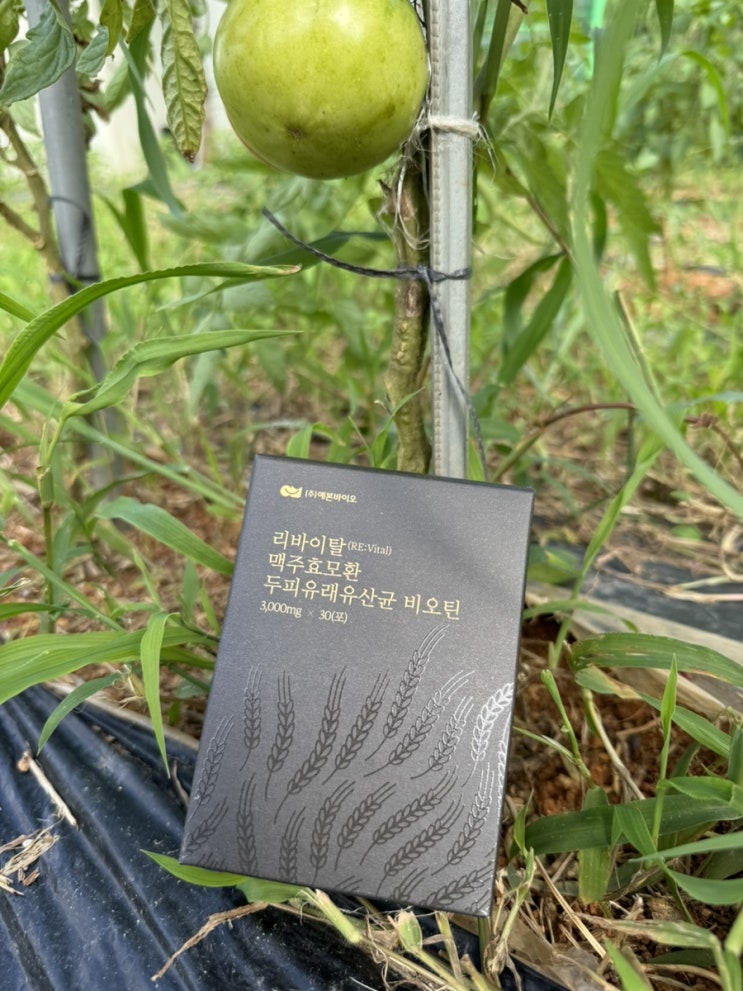 (주)예본바이오
리바이탈(RE:Vital)
맥주효모환
두피유래유산균 비오틴
3,000mg × 30(포)